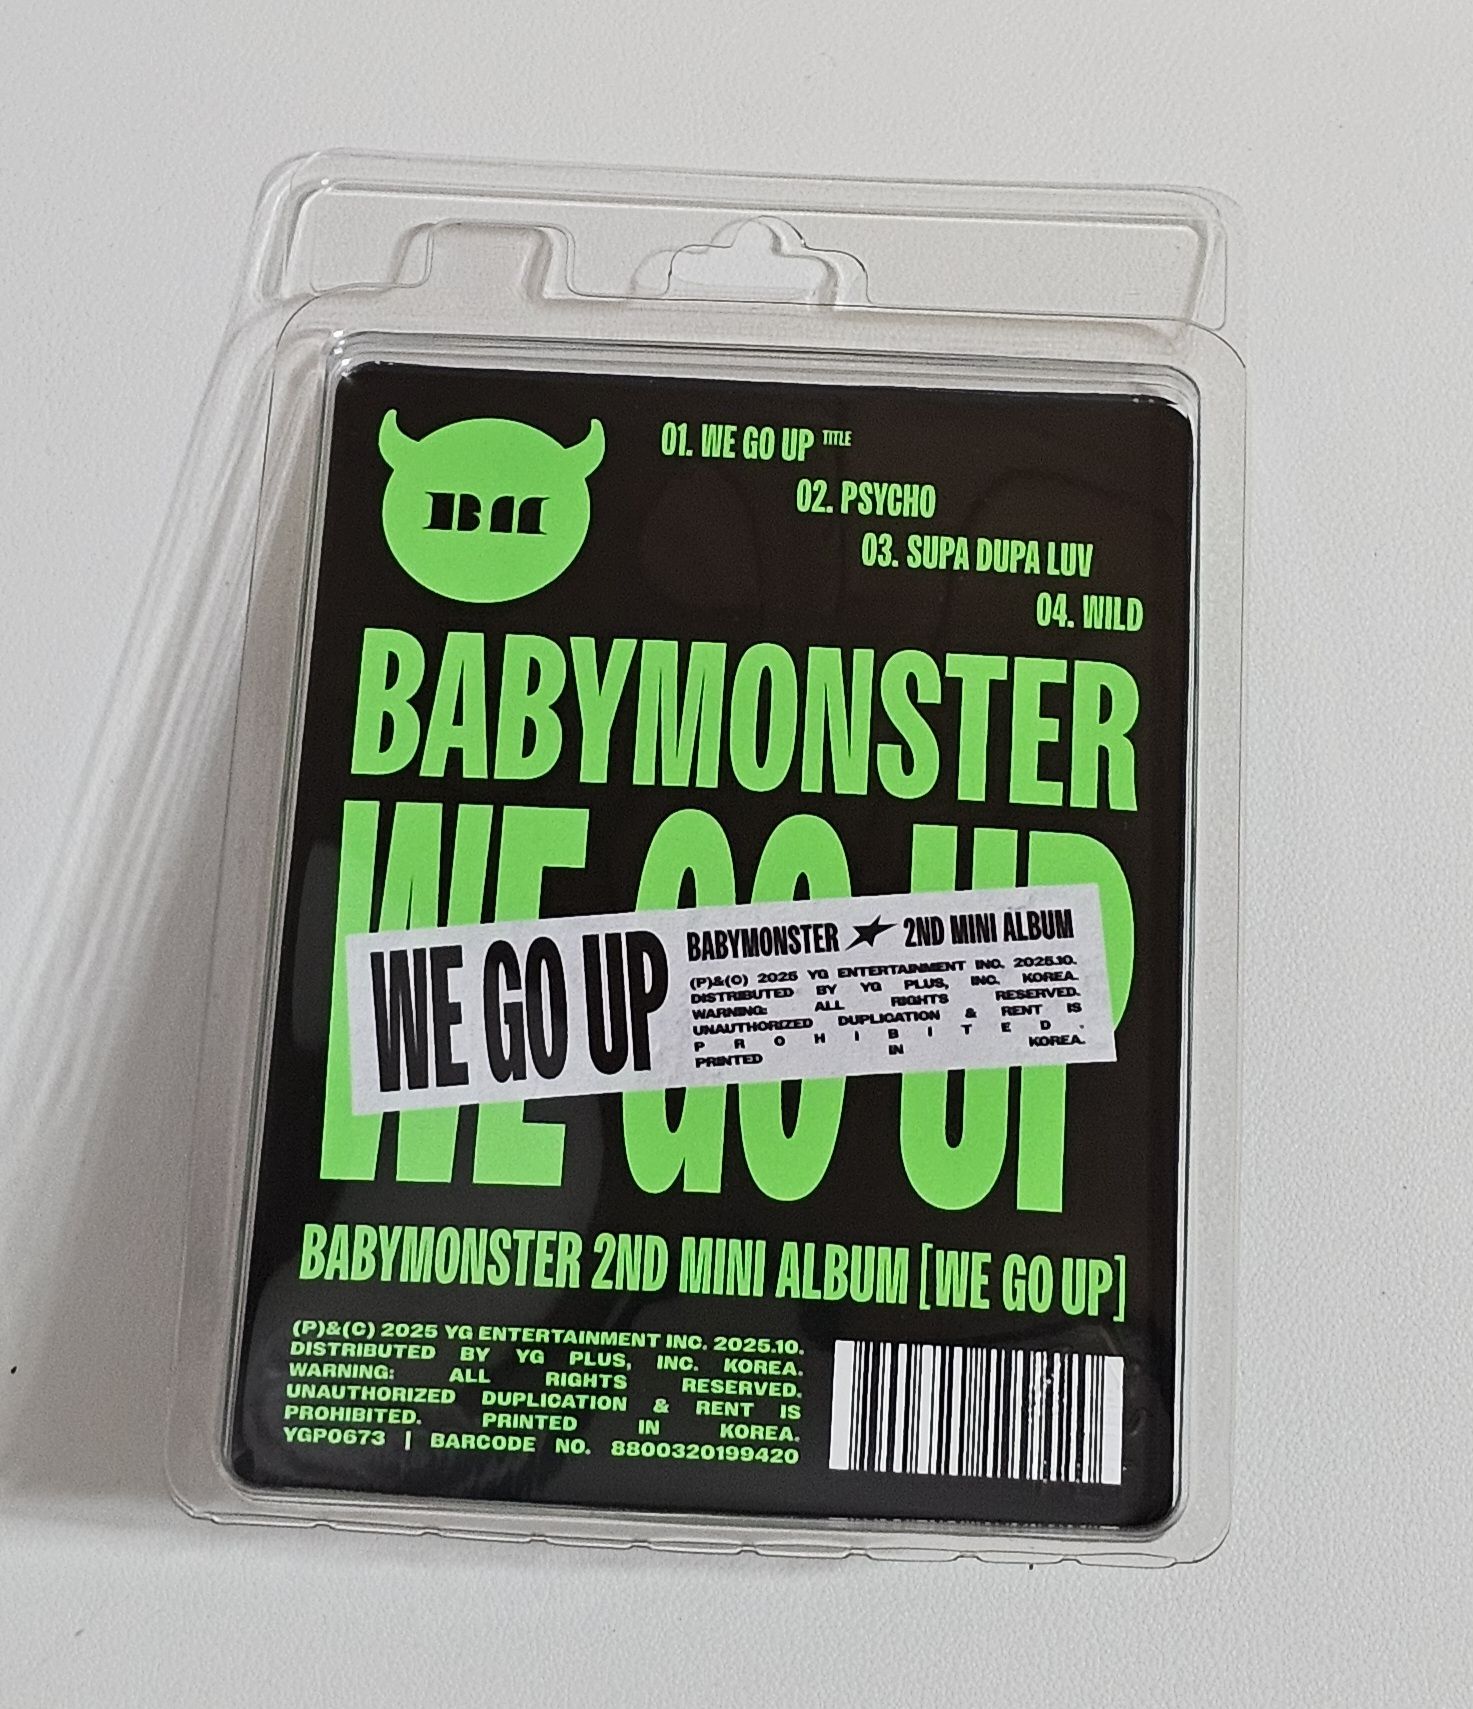 BM
01. WE GO UP TITLE
02. PSYCHO
03. SUPA DUPA LUV
04. WILD
BABYMONSTER
WE GO UP
WE GO UP
BABYMONSTER 2ND MINI ALBUM
(P)&(C) 2025 YG ENTERTAINMENT INC. 2025.10.
DISTRIBUTED BY YG PLUS, INC. KOREA.
WARNING: ALL RIGHTS RESERVED.
UNAUTHORIZED DUPLICATION & RENT IS
PROHIBITED.
PRINTED IN KOREA.
BABYMONSTER 2ND MINI ALBUM [WE GO UP]
(P)&(C) 2025 YG ENTERTAINMENT INC. 2025.10.
DISTRIBUTED BY YG PLUS, INC. KOREA.
WARNING: ALL RIGHTS RESERVED.
UNAUTHORIZED DUPLICATION & RENT IS
PROHIBITED. PRINTED IN KOREA.
YGP0673 | BARCODE NO. 8800320199420